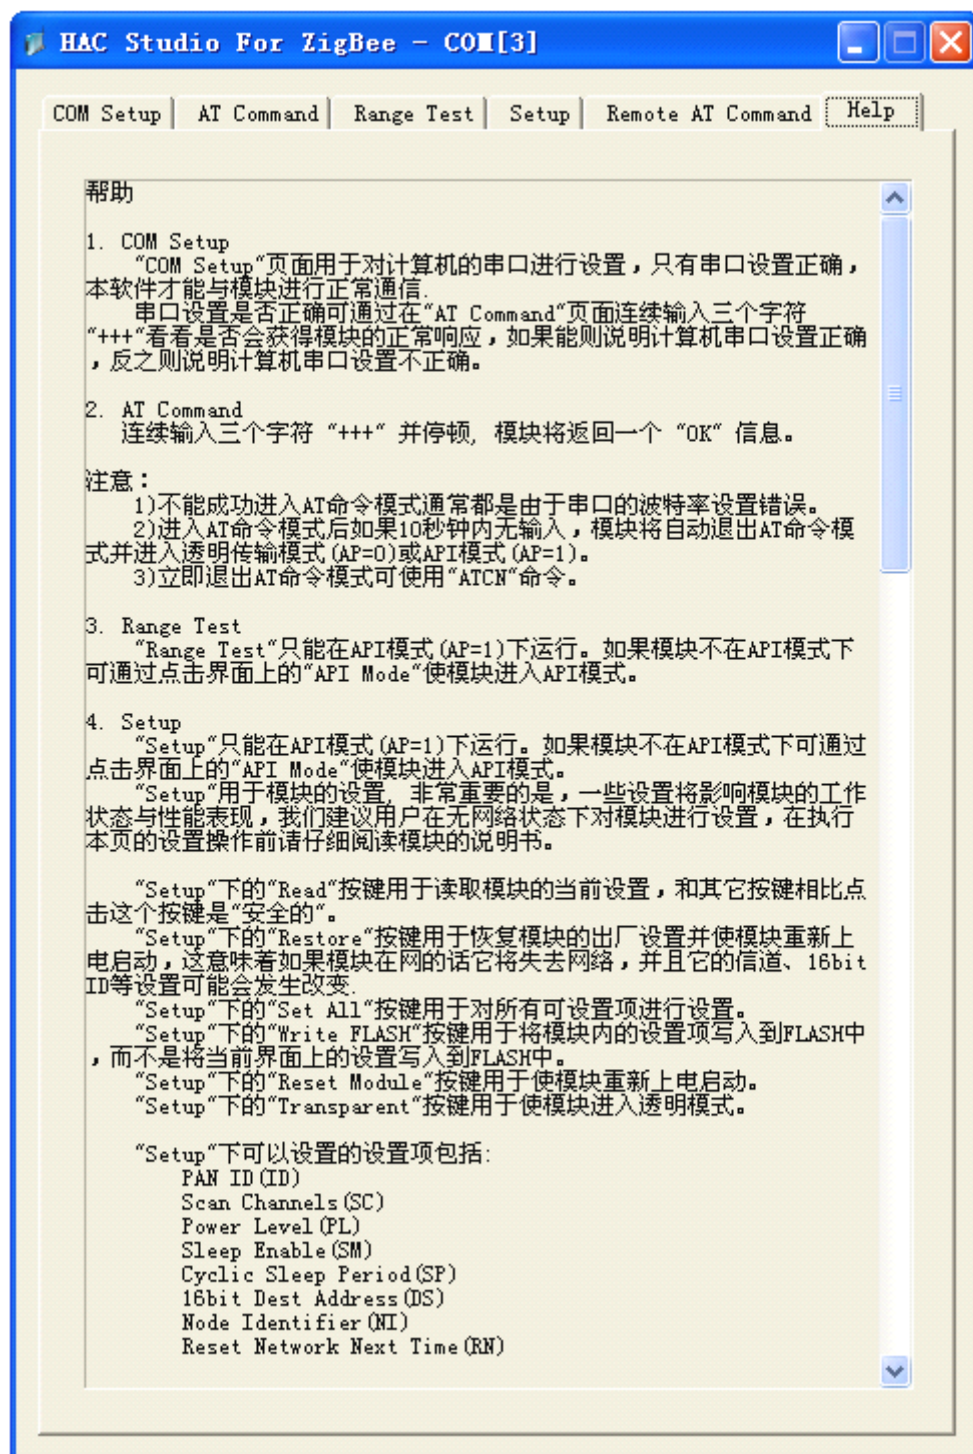 HAC Studio For ZigBee - COM[3]
COM Setup AT Command Range Test Setup Remote AT Command Help
帮助
1. COM Setup
“COM Setup“页面用于对计算机的串口进行设置，只有串口设置正确，
本软件才能与模块进行正常通信.
串口设置是否正确可通过在“AT Command“页面连续输入三个字符
“+++“看看是否会获得模块的正常响应，如果能则说明计算机串口设置正确
，反之则说明计算机串口设置不正确。
2. AT Command
连续输入三个字符 “+++“ 并停顿, 模块将返回一个 “OK“ 信息。
注意：
1)不能成功进入AT命令模式通常都是由于串口的波特率设置错误。
2)进入AT命令模式后如果10秒钟内无输入，模块将自动退出AT命令模
式并进入透明传输模式(AP=0)或API模式(AP=1)。
3)立即退出AT命令模式可使用“ATCN“命令。
3. Range Test
“Range Test“只能在API模式(AP=1)下运行。如果模块不在API模式下
可通过点击界面上的“API Mode“使模块进入API模式。
4. Setup
“Setup“只能在API模式(AP=1)下运行。如果模块不在API模式下可通过
点击界面上的“API Mode“使模块进入API模式。
“Setup“用于模块的设置, 非常重要的是，一些设置将影响模块的工作
状态与性能表现，我们建议用户在无网络状态下对模块进行设置，在执行
本页的设置操作前请仔细阅读模块的说明书。
“Setup“下的“Read“按键用于读取模块的当前设置，和其它按键相比点
击这个按键是“安全的“。
“Setup“下的“Restore“按键用于恢复模块的出厂设置并使模块重新上
电启动，这意味着如果模块在网的话它将失去网络，并且它的信道、16bit
ID等设置可能会发生改变.
“Setup“下的“Set All“按键用于对所有可设置项进行设置。
“Setup“下的“Write FLASH“按键用于将模块内的设置项写入到FLASH中
，而不是将当前界面上的设置写入到FLASH中。
“Setup“下的“Reset Module“按键用于使模块重新上电启动。
“Setup“下的“Transparent“按键用于使模块进入透明模式。
“Setup“下可以设置的设置项包括:
PAN ID(ID)
Scan Channels(SC)
Power Level(PL)
Sleep Enable(SM)
Cyclic Sleep Period(SP)
16bit Dest Address(DS)
Node Identifier(NI)
Reset Network Next Time(RN)